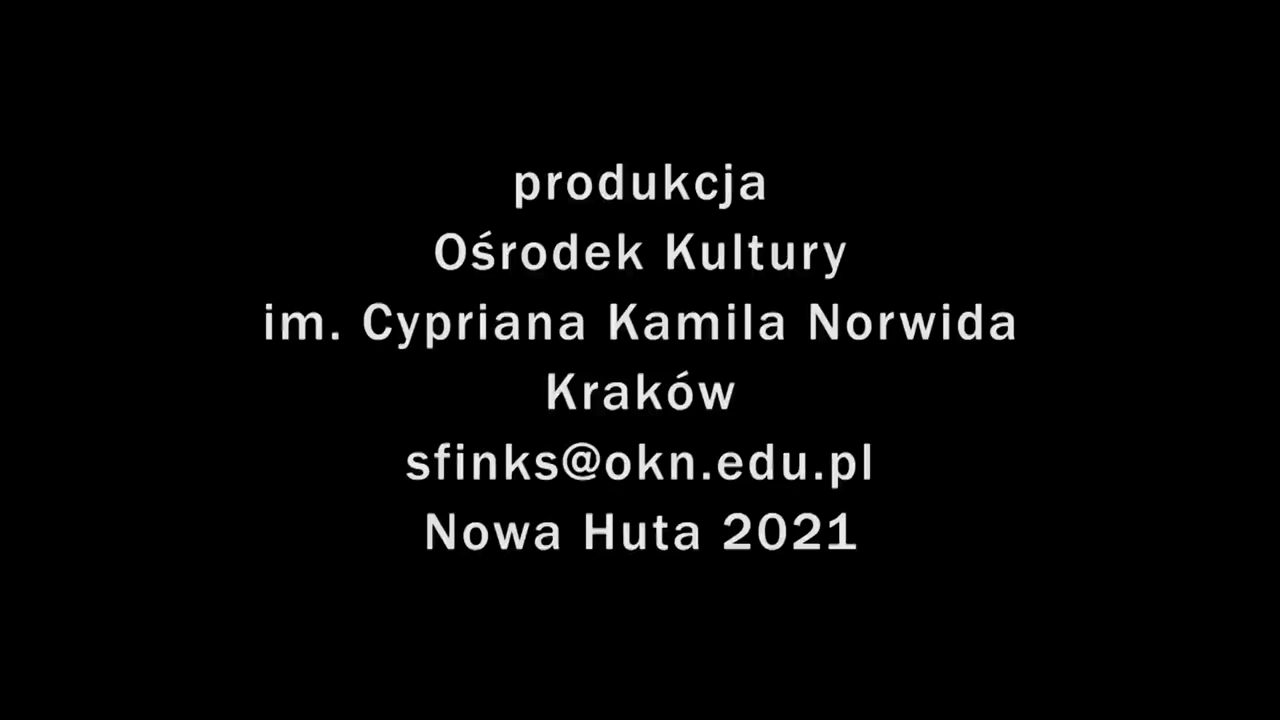 produkcja
Ośrodek Kultury
im. Cypriana Kamila Norwida
Kraków
sfinks@okn.edu.pl
Nowa Huta 2021